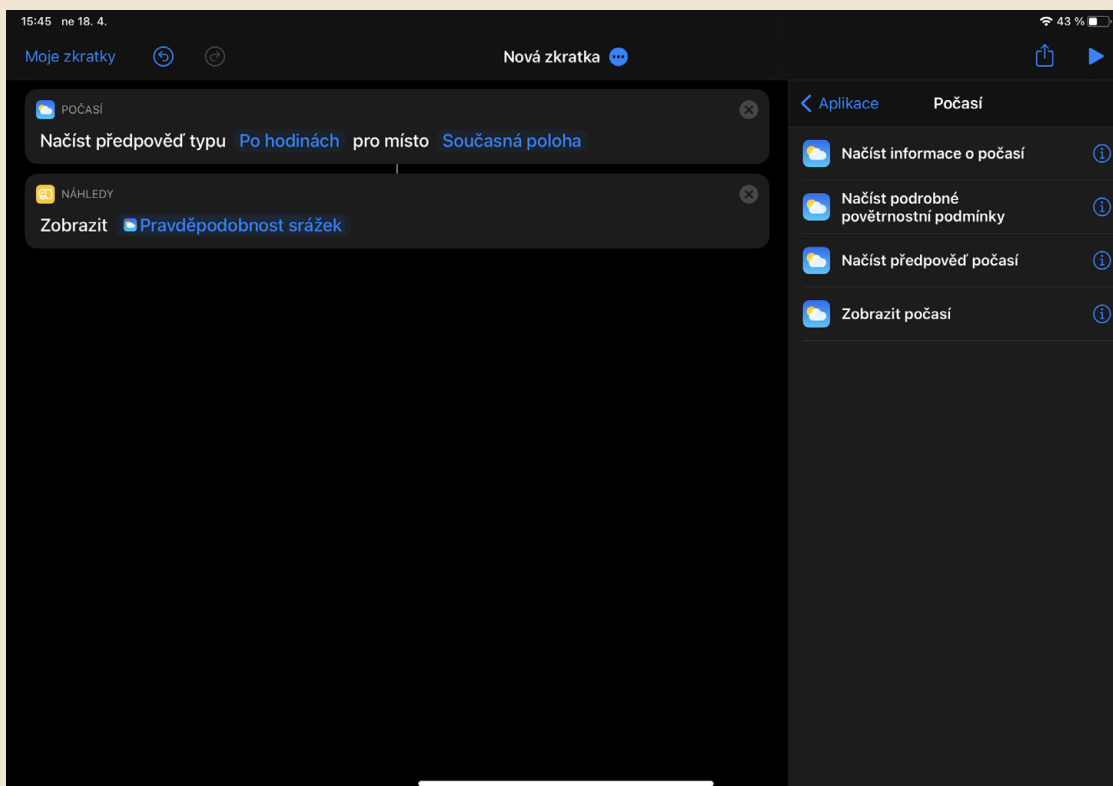 15:45 ne 18. 4.
43 %
Moje zkratky
Nová zkratka
POČASÍ
Načíst předpověď typu Po hodinách pro místo Současná poloha
NÁHLEDY
Zobrazit Pravděpodobnost srážek
Aplikace
Počasí
Načíst informace o počasí
Načíst podrobné
povětrnostní podmínky
Načíst předpověď počasí
Zobrazit počasí